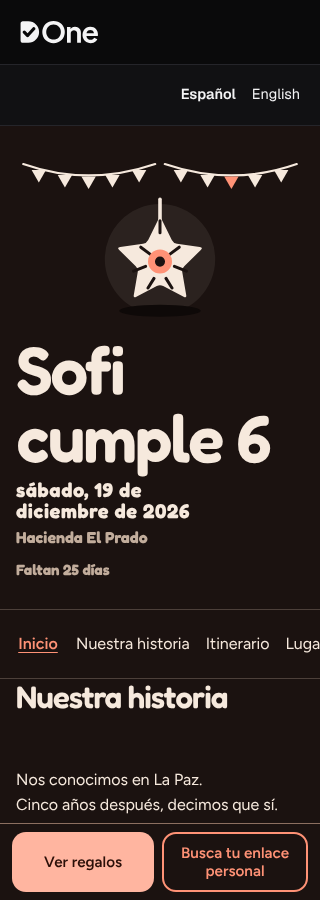 One
Español English
Sofi
cumple 6
sábado, 19 de
diciembre de 2026
Hacienda El Prado
Faltan 25 días
Inicio Nuestra historia Itinerario Luga
Nuestra historia
Nos conocimos en La Paz.
Cinco años después, decimos que sí.
Ver regalos
Busca tu enlace
personal